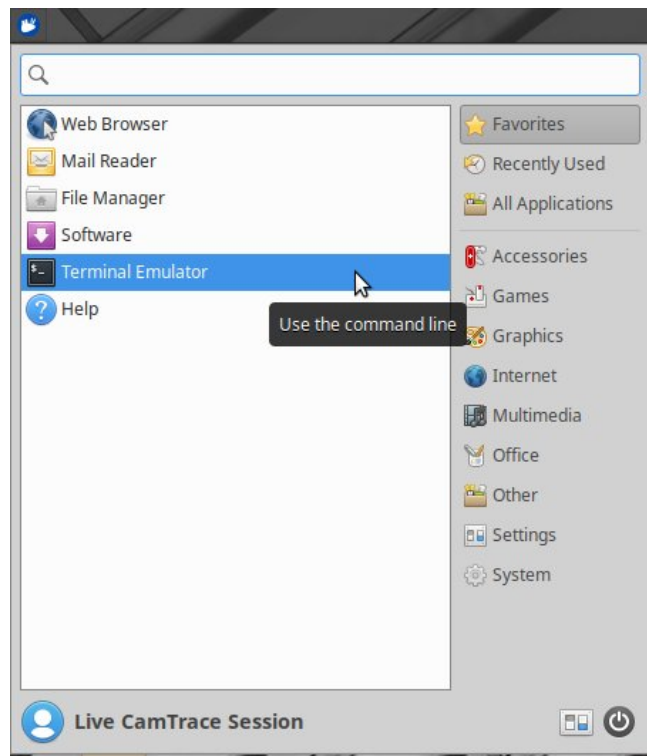 Web Browser
Mail Reader
File Manager
Software
$_
Terminal Emulator
Help
Use the command line
Favorites
Recently Used
All Applications
Accessories
Games
Graphics
Internet
Multimedia
Office
Other
Settings
System
Live CamTrace Session